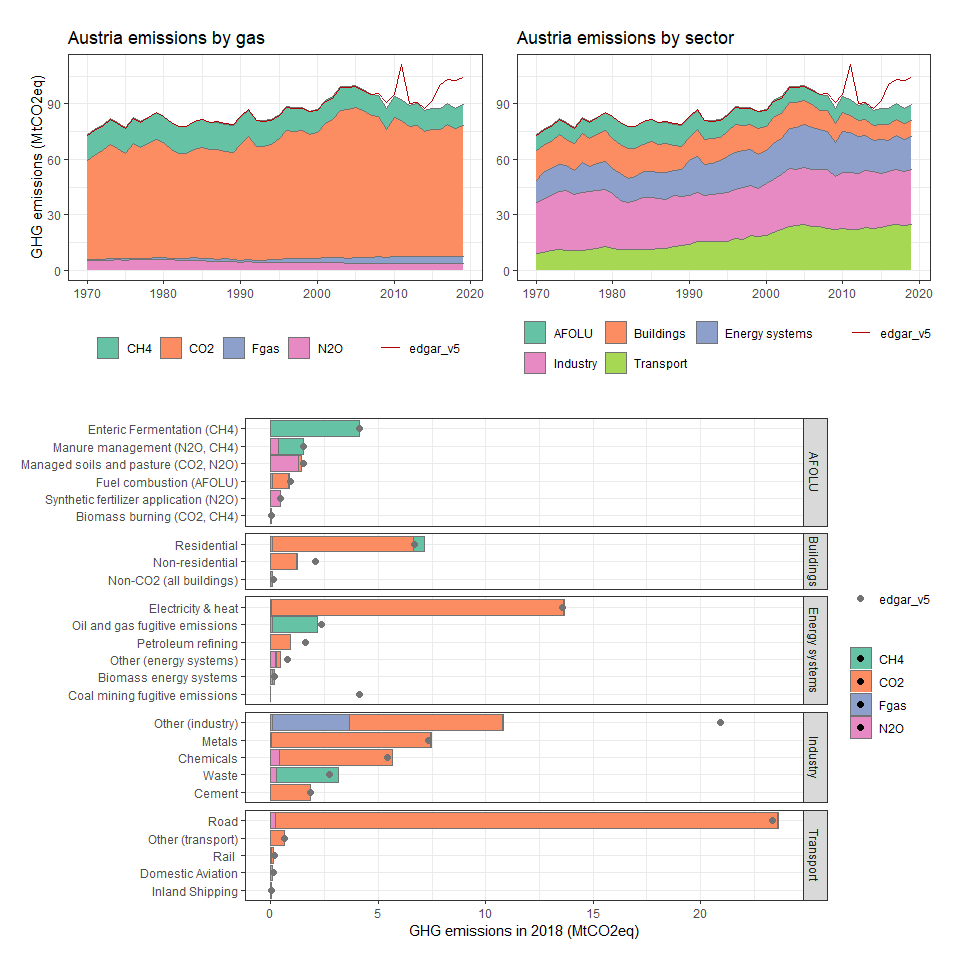 Austria emissions by gas
GHG emissions (MtCO2eq)
90
60
30
0
1970
1980
1990
2000
2010
2020
CH4
CO2
Fgas
N2O
edgar_v5
Austria emissions by sector
90
60
30
0
1970
1980
1990
2000
2010
2020
AFOLU
Buildings
Energy systems
edgar_v5
Industry
Transport
Enteric Fermentation (CH4)
Manure management (N2O, CH4)
Managed soils and pasture (CO2, N2O)
Fuel combustion (AFOLU)
Synthetic fertilizer application (N2O)
Biomass burning (CO2, CH4)
AFOLU
Residential
Non-residential
Non-CO2 (all buildings)
Buildings
Electricity & heat
Oil and gas fugitive emissions
Petroleum refining
Other (energy systems)
Biomass energy systems
Coal mining fugitive emissions
Energy systems
Other (industry)
Metals
Chemicals
Waste
Cement
Industry
Road
Other (transport)
Rail
Domestic Aviation
Inland Shipping
Transport
0
5
10
15
20
GHG emissions in 2018 (MtCO2eq)
edgar_v5
CH4
CO2
Fgas
N2O